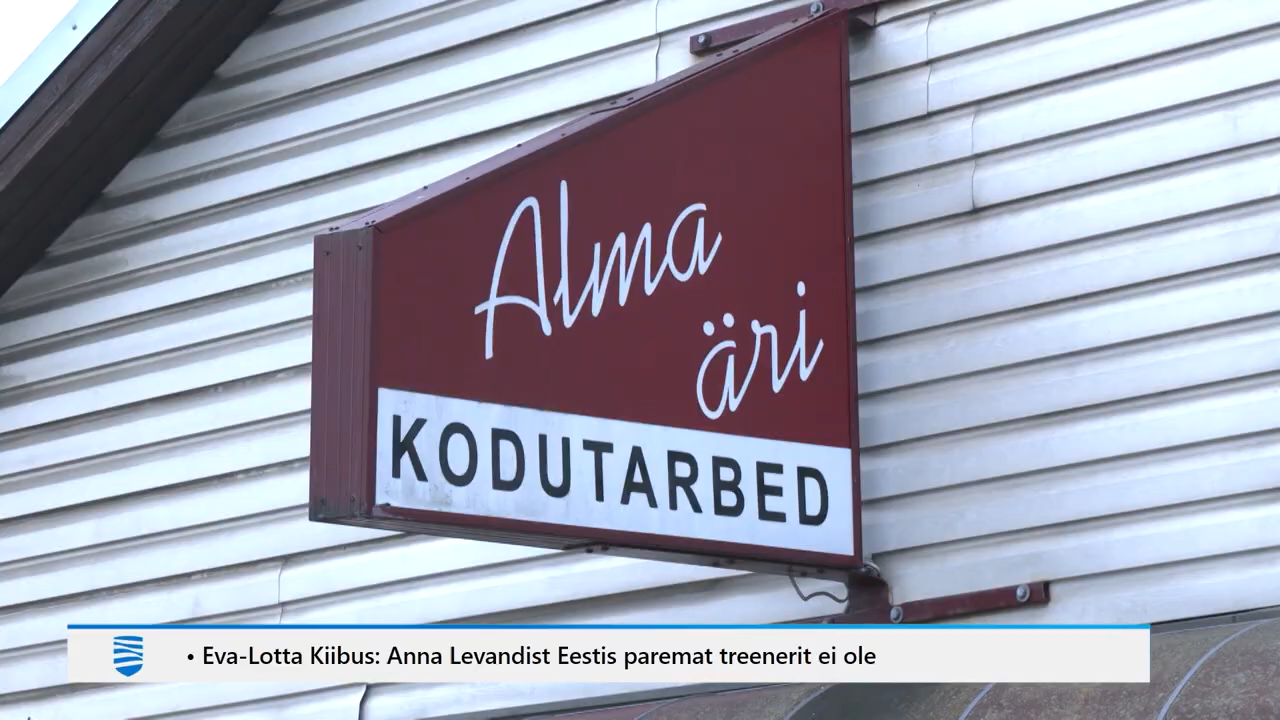 Alma
äri
KODUTARBED
• Eva-Lotta Kiibus: Anna Levandist Eestis paremat treenerit ei ole